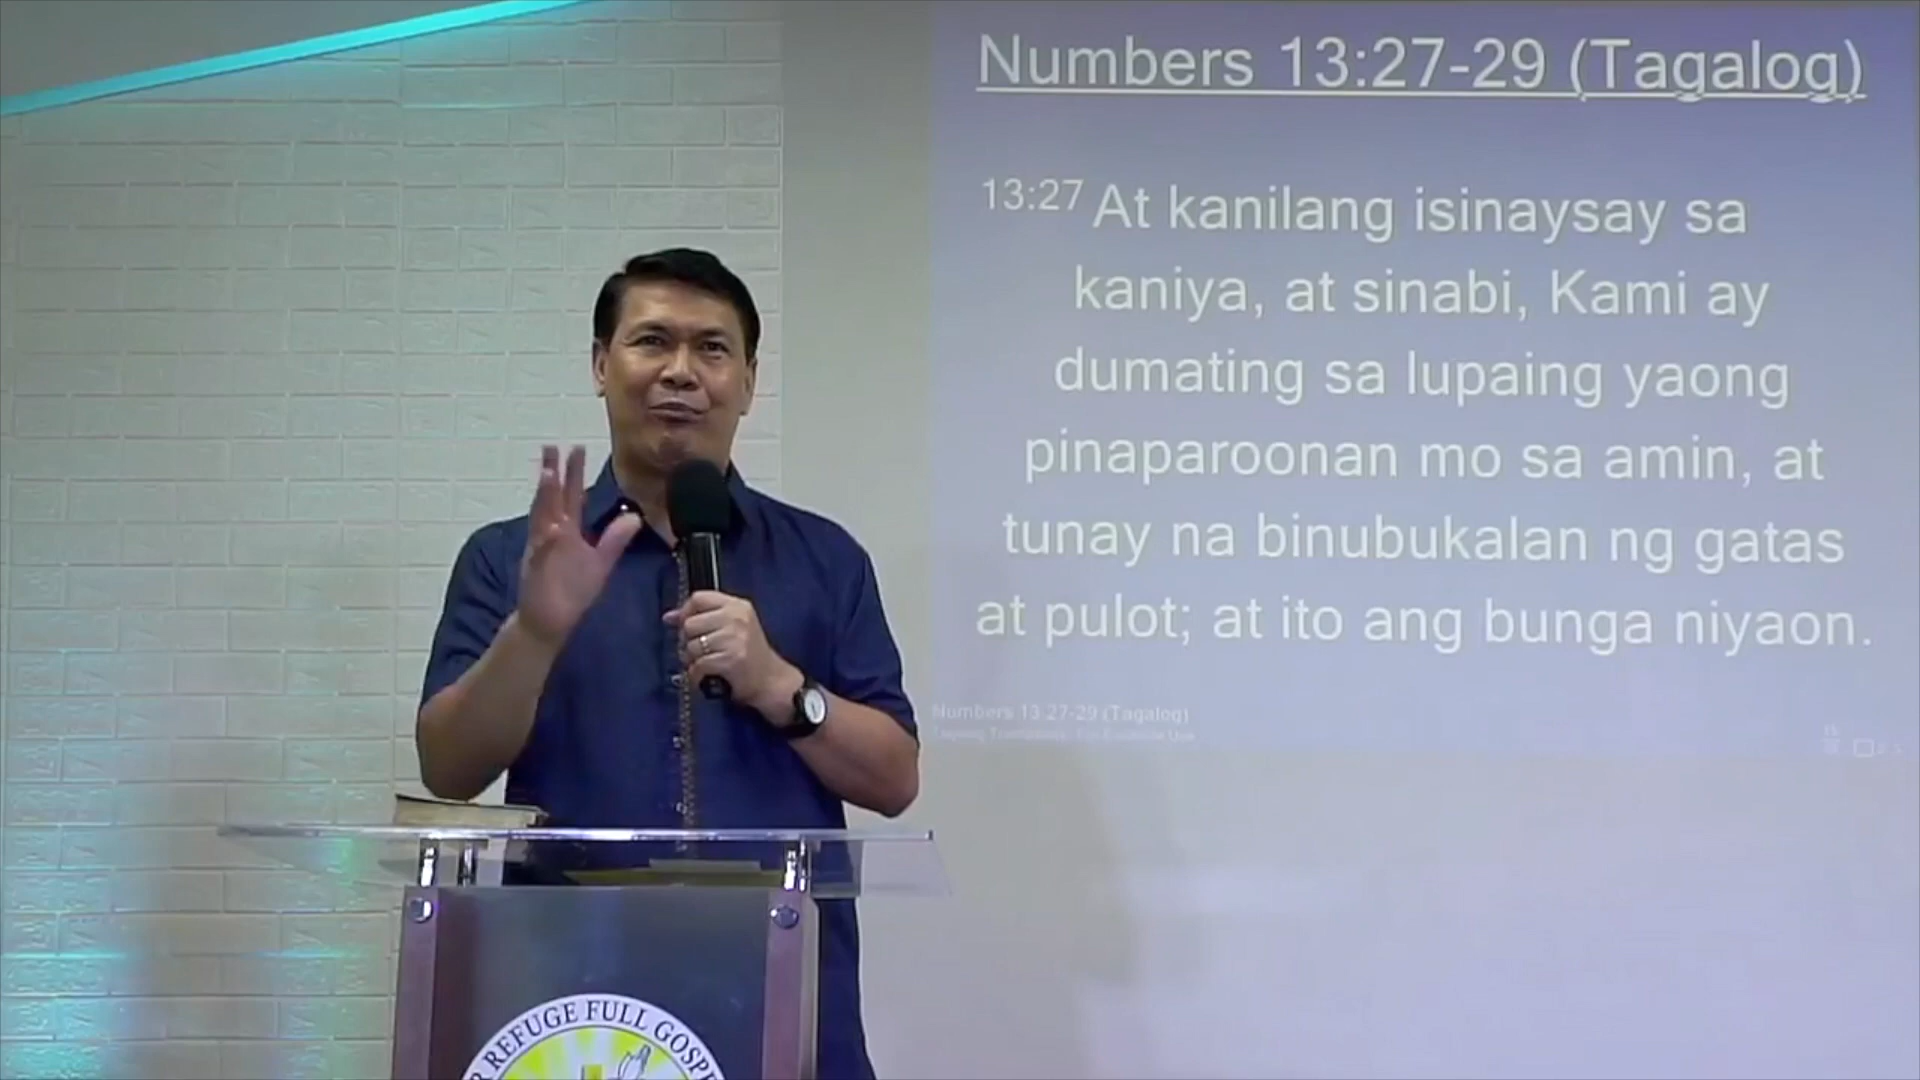 Numbers 13:27-29 (Tagalog)
13:27 At kanilang isinaysay sa
kaniya, at sinabi, Kami ay
dumating sa lupaing yaong
pinaparoonan mo sa amin, at
tunay na binubukalan ng gatas
at pulot; at ito ang bunga niyaon.
Numbers 13:27-29 (Tagalog)
REFUGE FULL